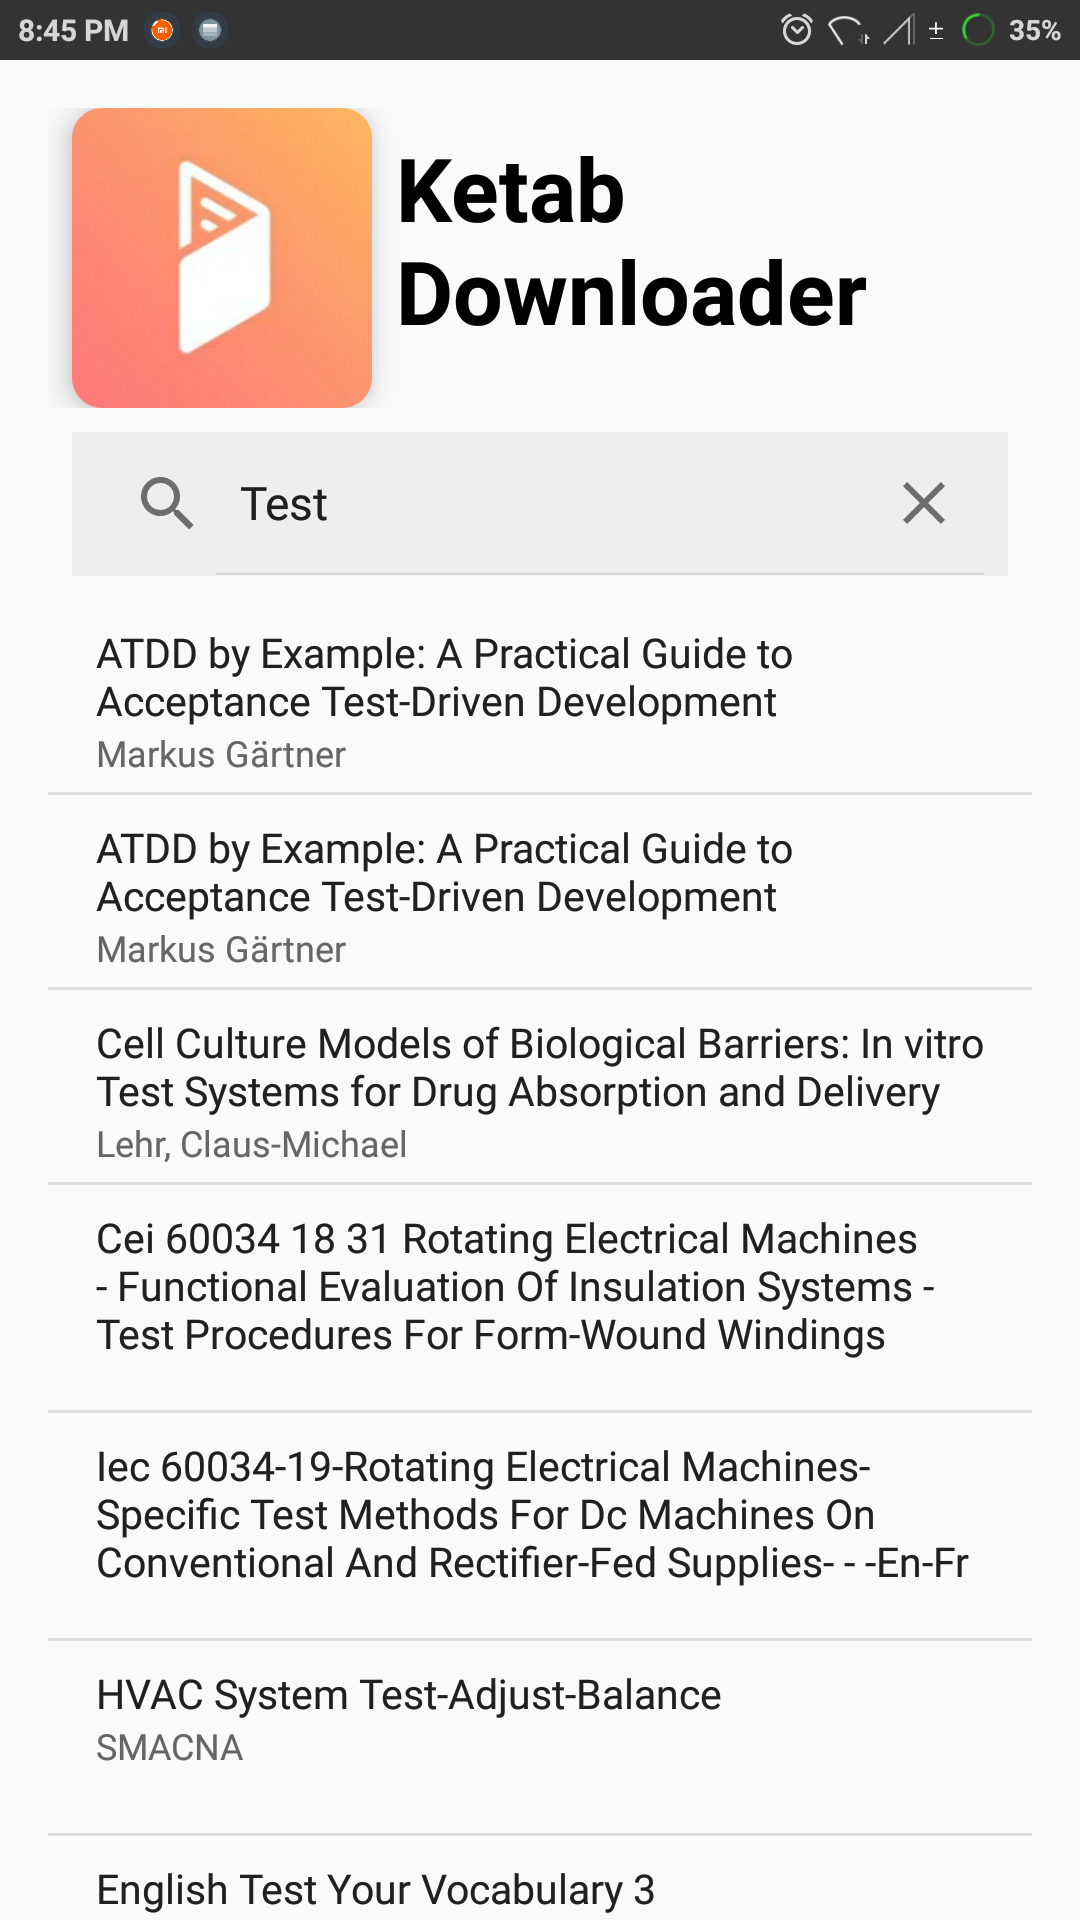 8:45 PM
35%
Ketab
Downloader
Test
ATDD by Example: A Practical Guide to
Acceptance Test-Driven Development
Markus Gärtner
ATDD by Example: A Practical Guide to
Acceptance Test-Driven Development
Markus Gärtner
Cell Culture Models of Biological Barriers: In vitro
Test Systems for Drug Absorption and Delivery
Lehr, Claus-Michael
Cei 60034 18 31 Rotating Electrical Machines
- Functional Evaluation Of Insulation Systems -
Test Procedures For Form-Wound Windings
Iec 60034-19-Rotating Electrical Machines-
Specific Test Methods For Dc Machines On
Conventional And Rectifier-Fed Supplies- - -En-Fr
HVAC System Test-Adjust-Balance
SMACNA
English Test Your Vocabulary 3